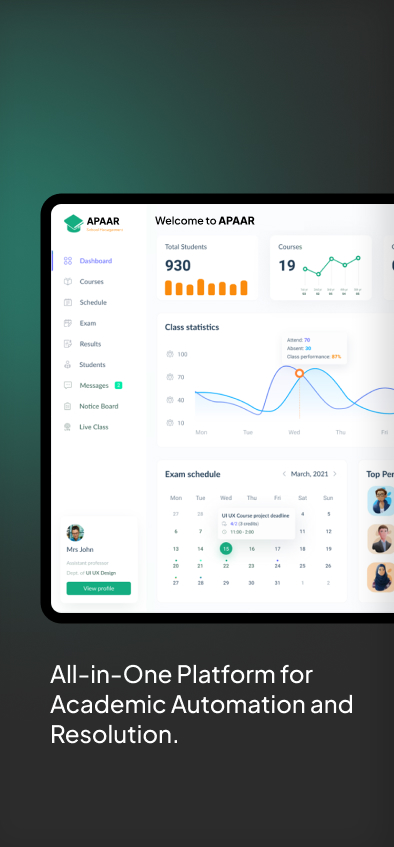 APAAR
Welcome to APAAR
Total Students
930
Courses
19
Dashboard
Courses
Schedule
Exam
Results
Students
Messages
Notice Board
Live Class
Class statistics
Attend: 70
Absent: 30
Class performance: 87%
100
70
40
10
Mon Tue Wed Thu Fri
Exam schedule
March, 2021
Mon Tue Wed Thu Fri Sat Sun
27 28 4 5
UI UX Course project deadline
4/2 (3 credits)
11:00 - 2:00
6 7 11 12
13 14 15 16 17 18 19
20 21 22 23 24 25 26
27 28 29 30 31 1 2
Top Per
Mrs John
Assistant professor
Dept. of UI UX Design
View profile
All-in-One Platform for
Academic Automation and
Resolution.